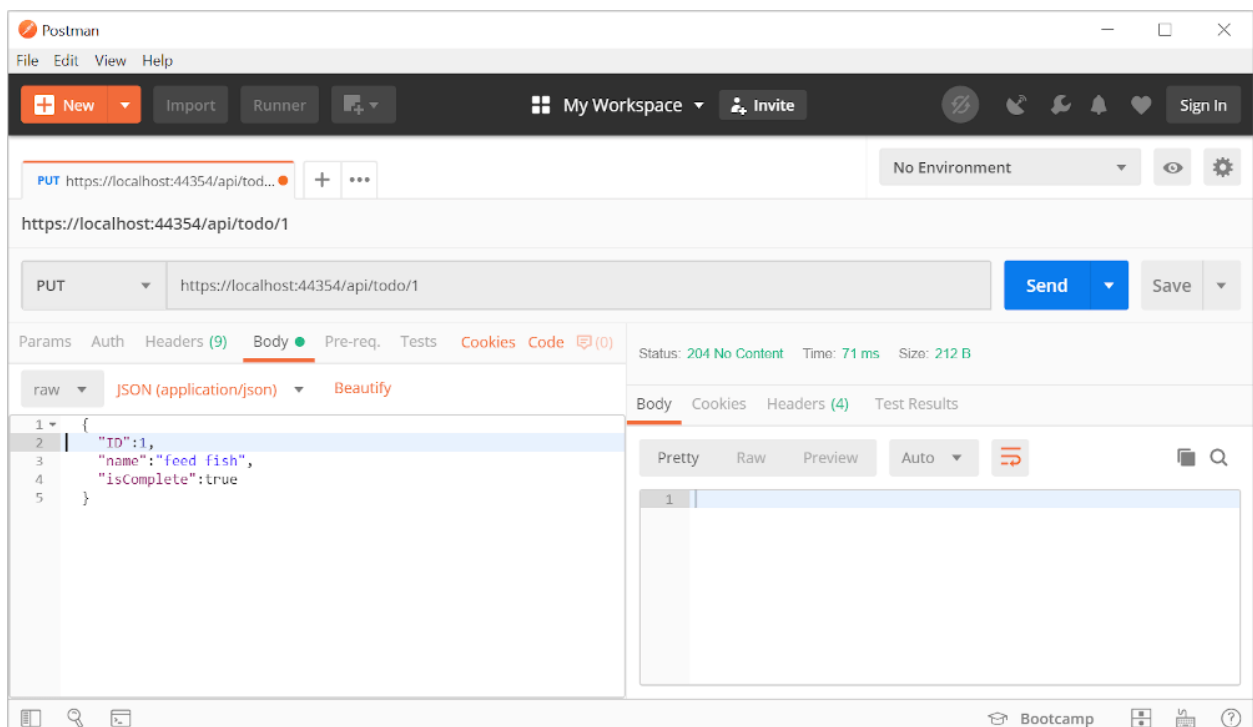 Postman
File Edit View Help
New Import Runner My Workspace Invite Sign In
PUT https://localhost:44354/api/tod... No Environment
https://localhost:44354/api/todo/1
PUT https://localhost:44354/api/todo/1 Send Save
Params Auth Headers (9) Body Pre-req. Tests Cookies Code (0)
raw JSON (application/json) Beautify
1 {
2 "ID":1,
3 "name":"feed fish",
4 "isComplete":true
5 }
Status: 204 No Content Time: 71 ms Size: 212 B
Body Cookies Headers (4) Test Results
Pretty Raw Preview Auto
1
Bootcamp